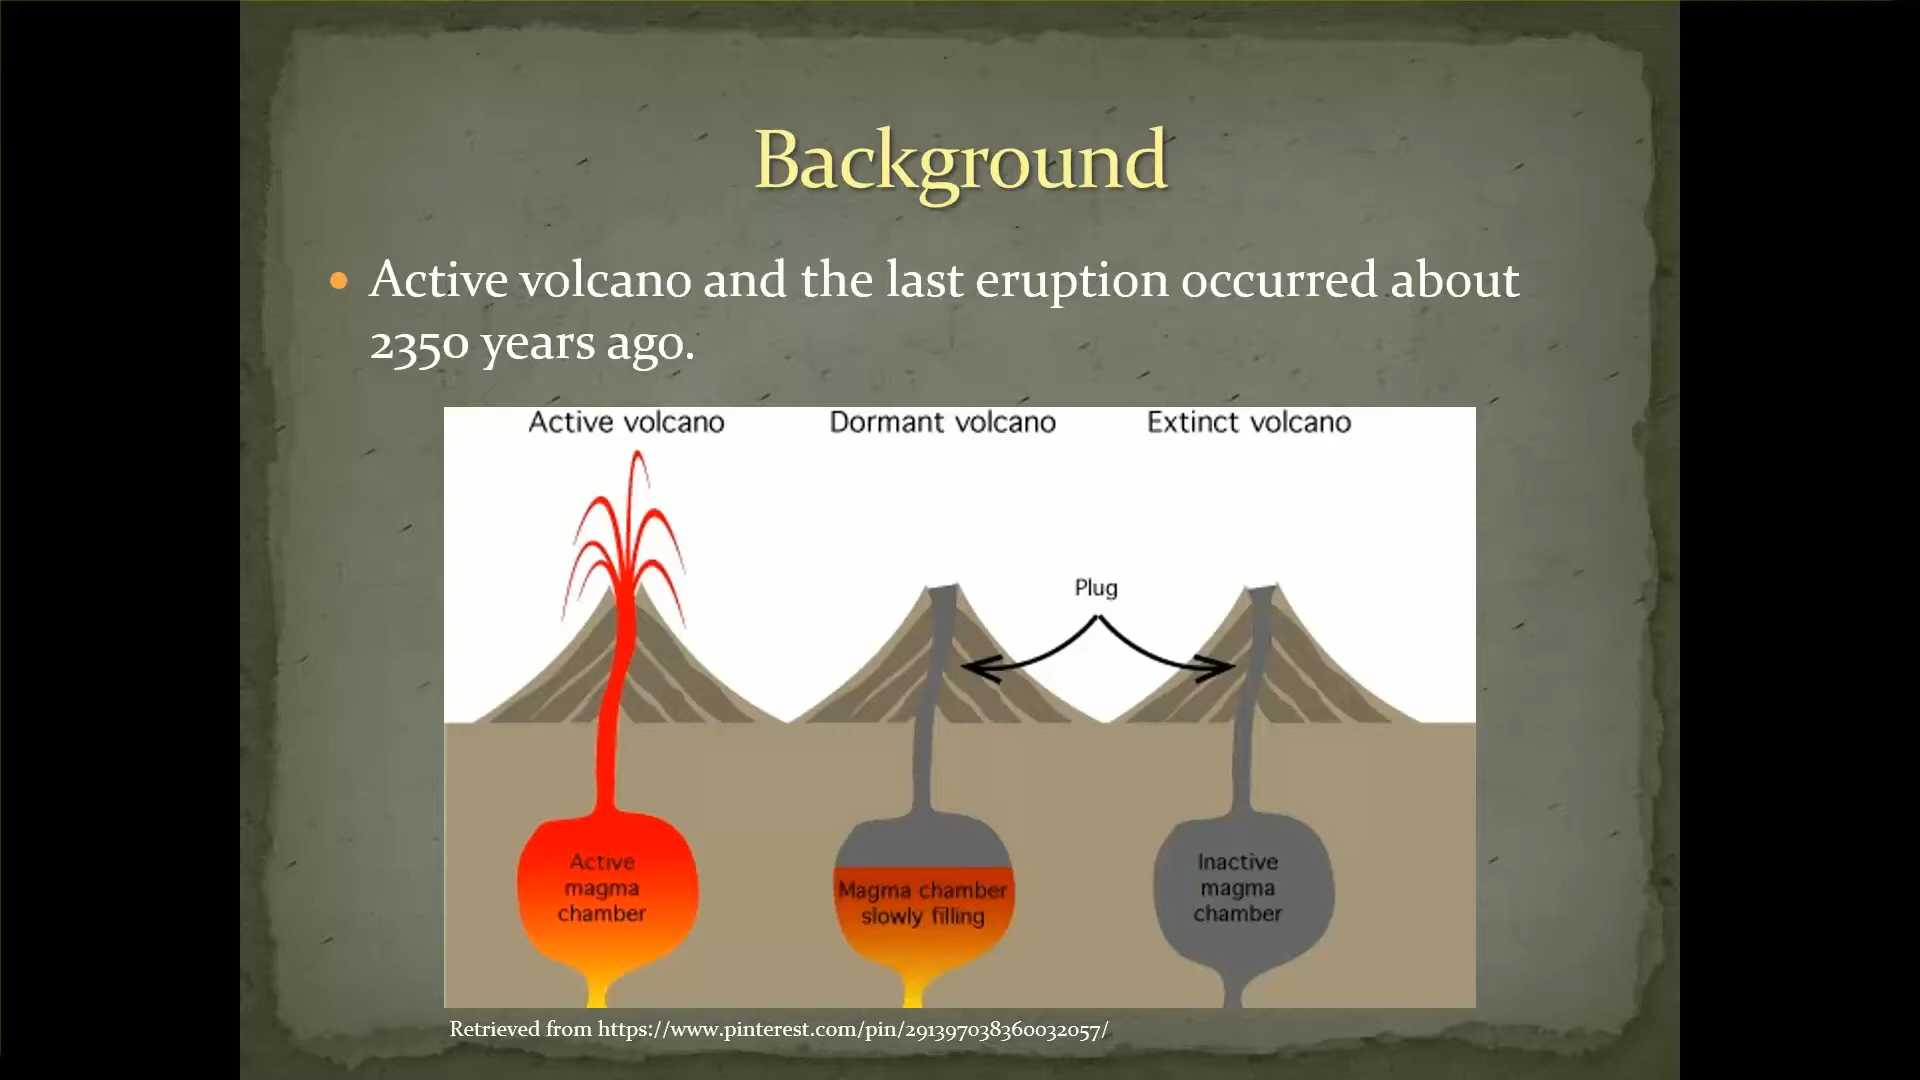 Background
• Active volcano and the last eruption occurred about
2350 years ago.
Active volcano
Dormant volcano
Extinct volcano
Plug
Active
magma
chamber
Magma chamber
slowly filling
Inactive
magma
chamber
Retrieved from https://www.pinterest.com/pin/291397038360032057/